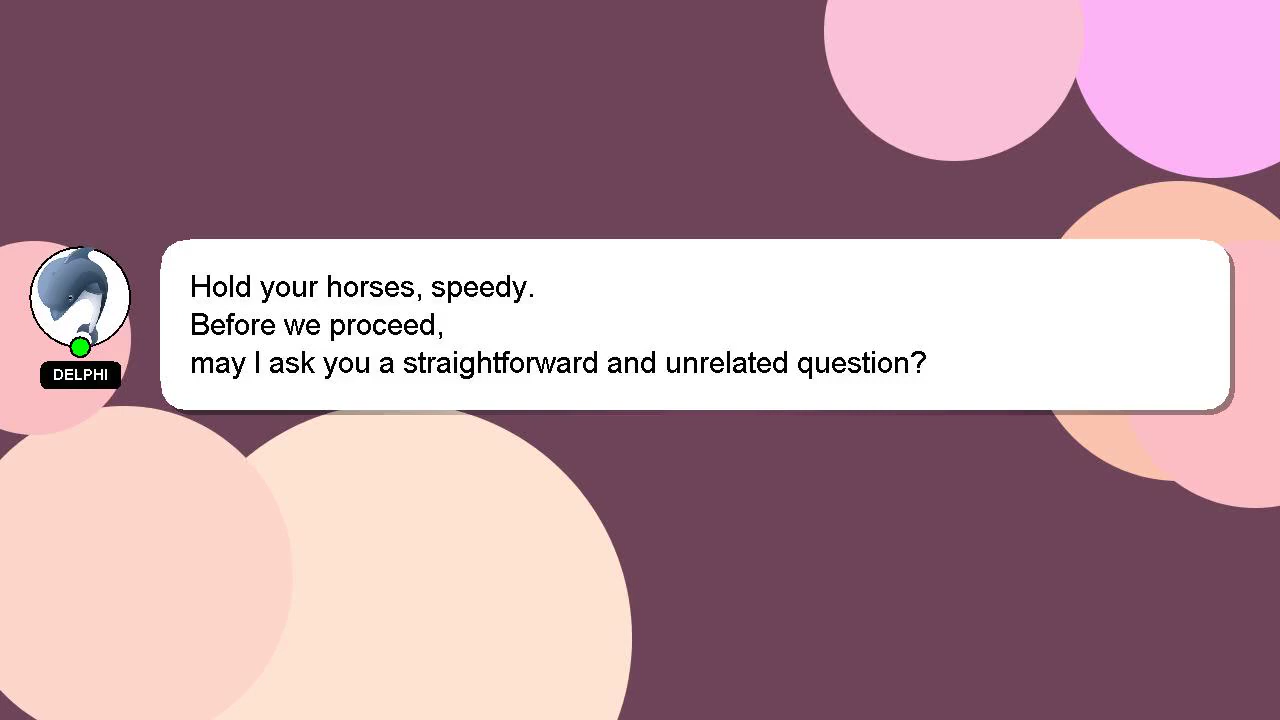 Hold your horses, speedy.
Before we proceed,
may I ask you a straightforward and unrelated question?
DELPHI